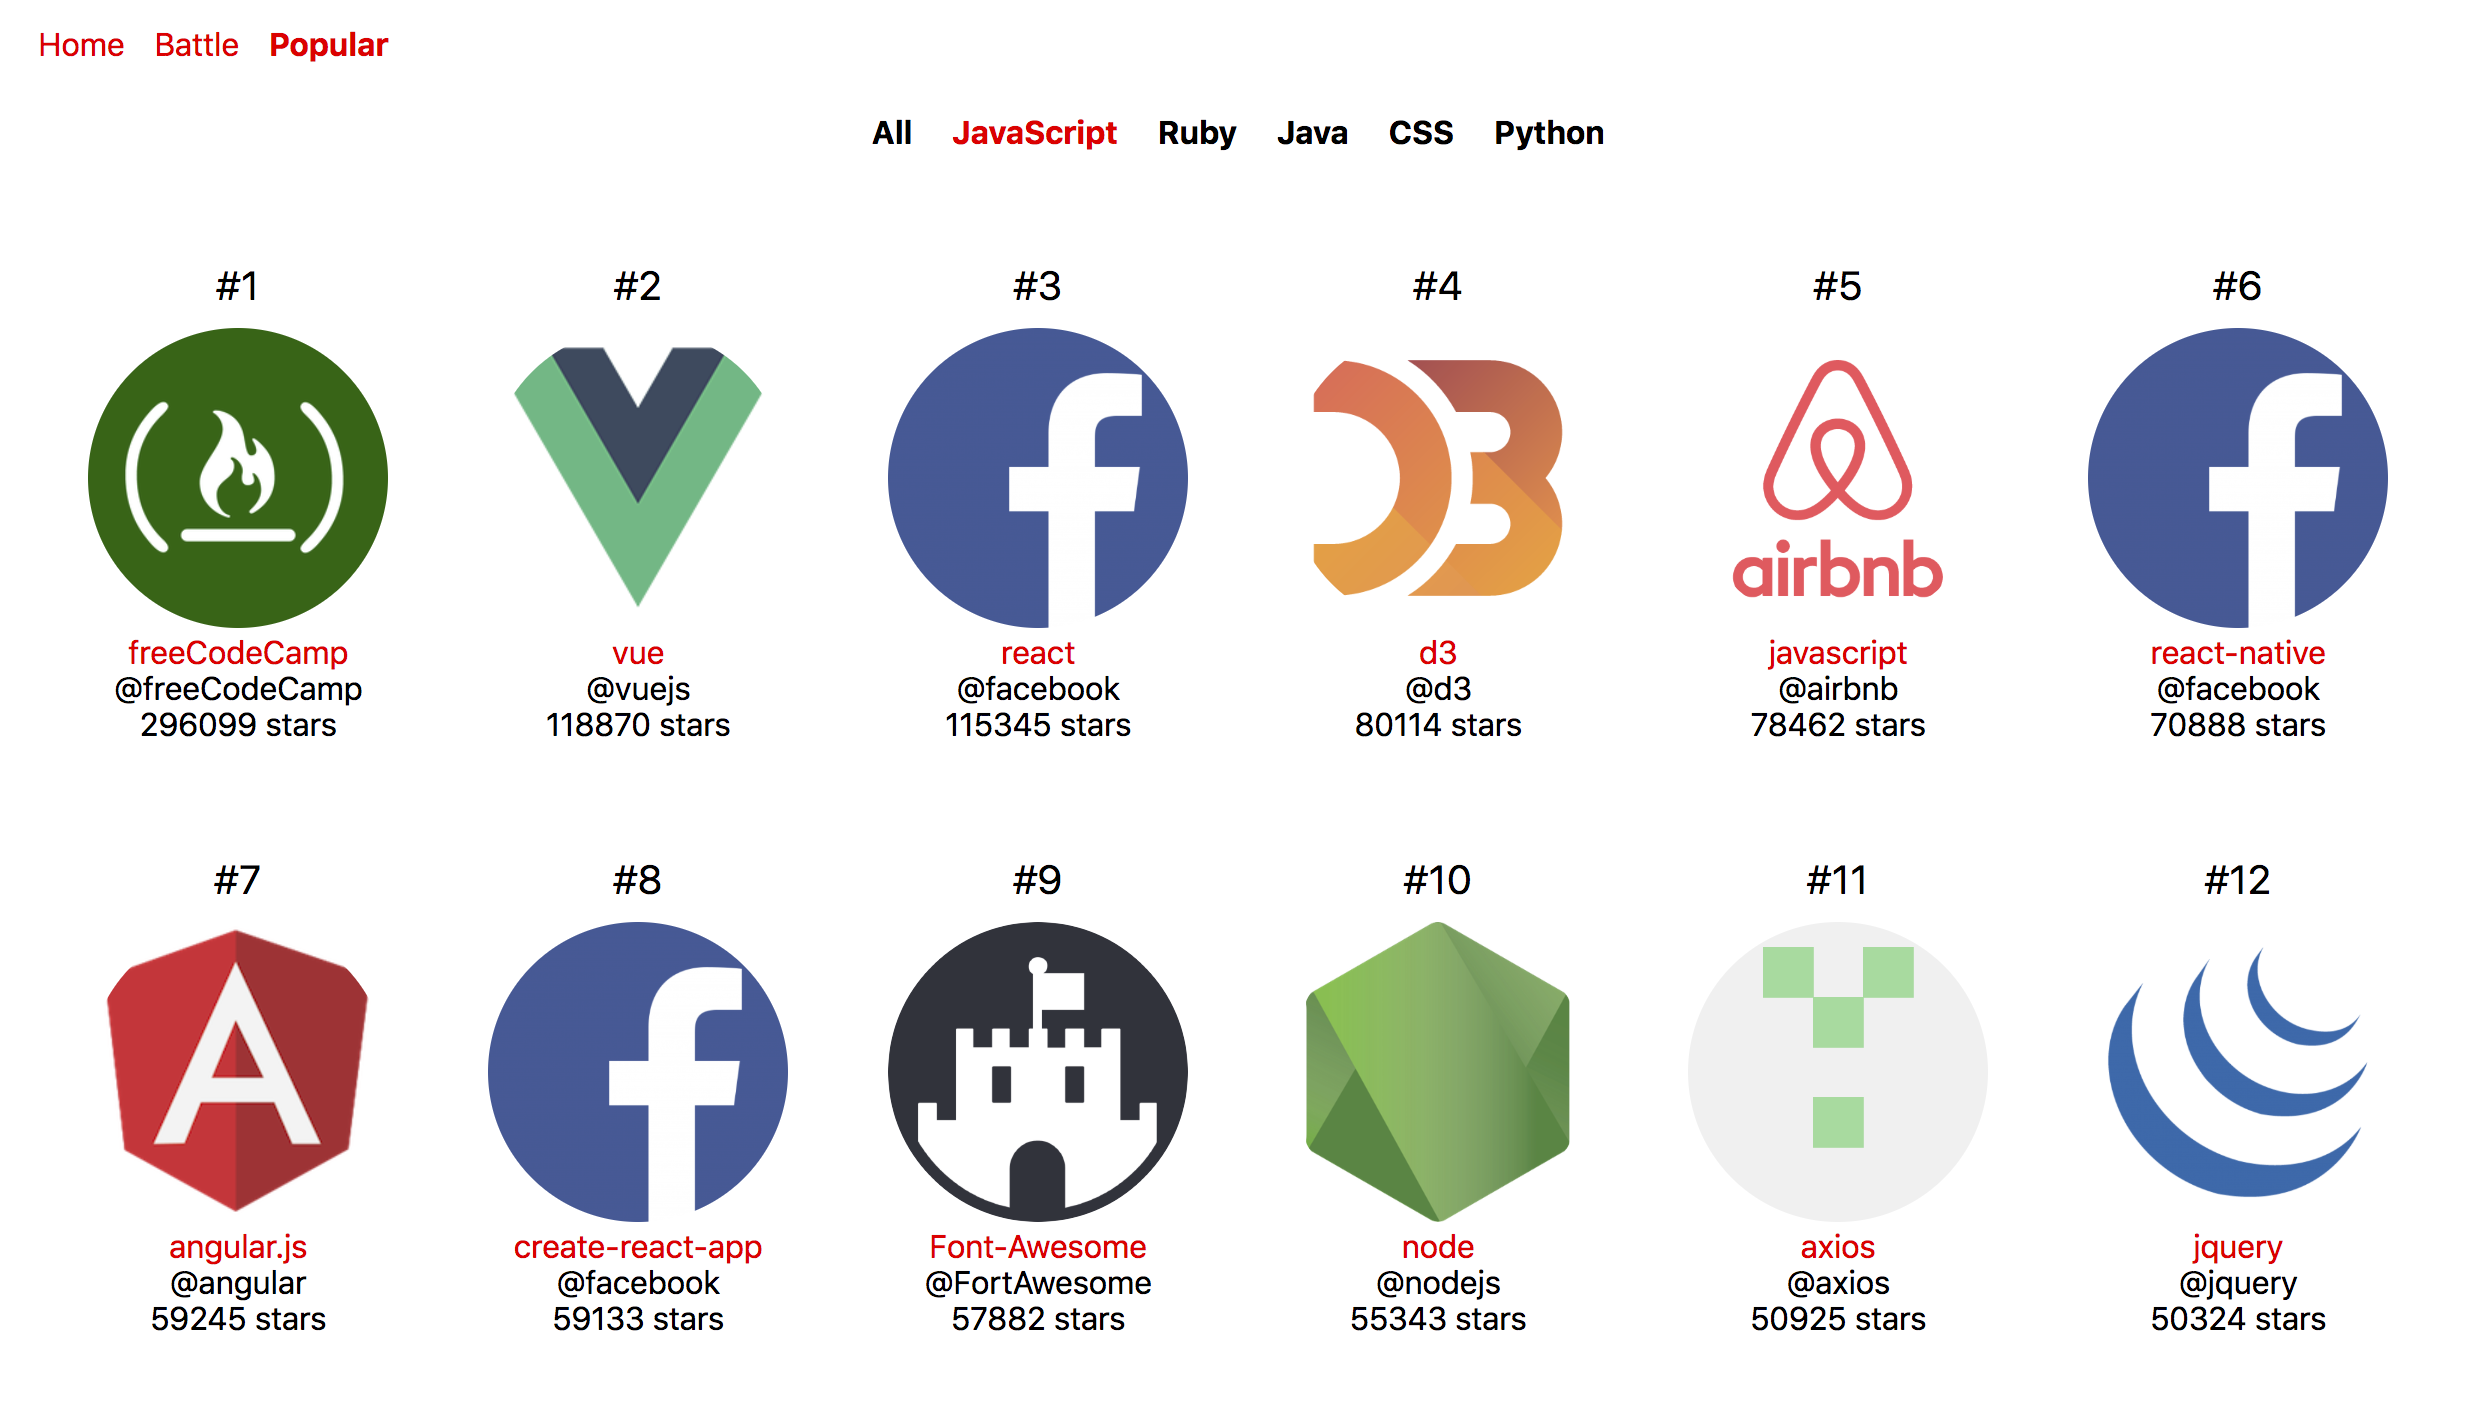 Home Battle Popular
All JavaScript Ruby Java CSS Python
#1 #2 #3 #4 #5 #6
airbnb
freeCodeCamp vue react d3 javascript react-native
@freeCodeCamp @vuejs @facebook @d3 @airbnb @facebook
296099 stars 118870 stars 115345 stars 80114 stars 78462 stars 70888 stars
#7 #8 #9 #10 #11 #12
angular.js create-react-app Font-Awesome node axios jquery
@angular @facebook @FortAwesome @nodejs @axios @jquery
59245 stars 59133 stars 57882 stars 55343 stars 50925 stars 50324 stars